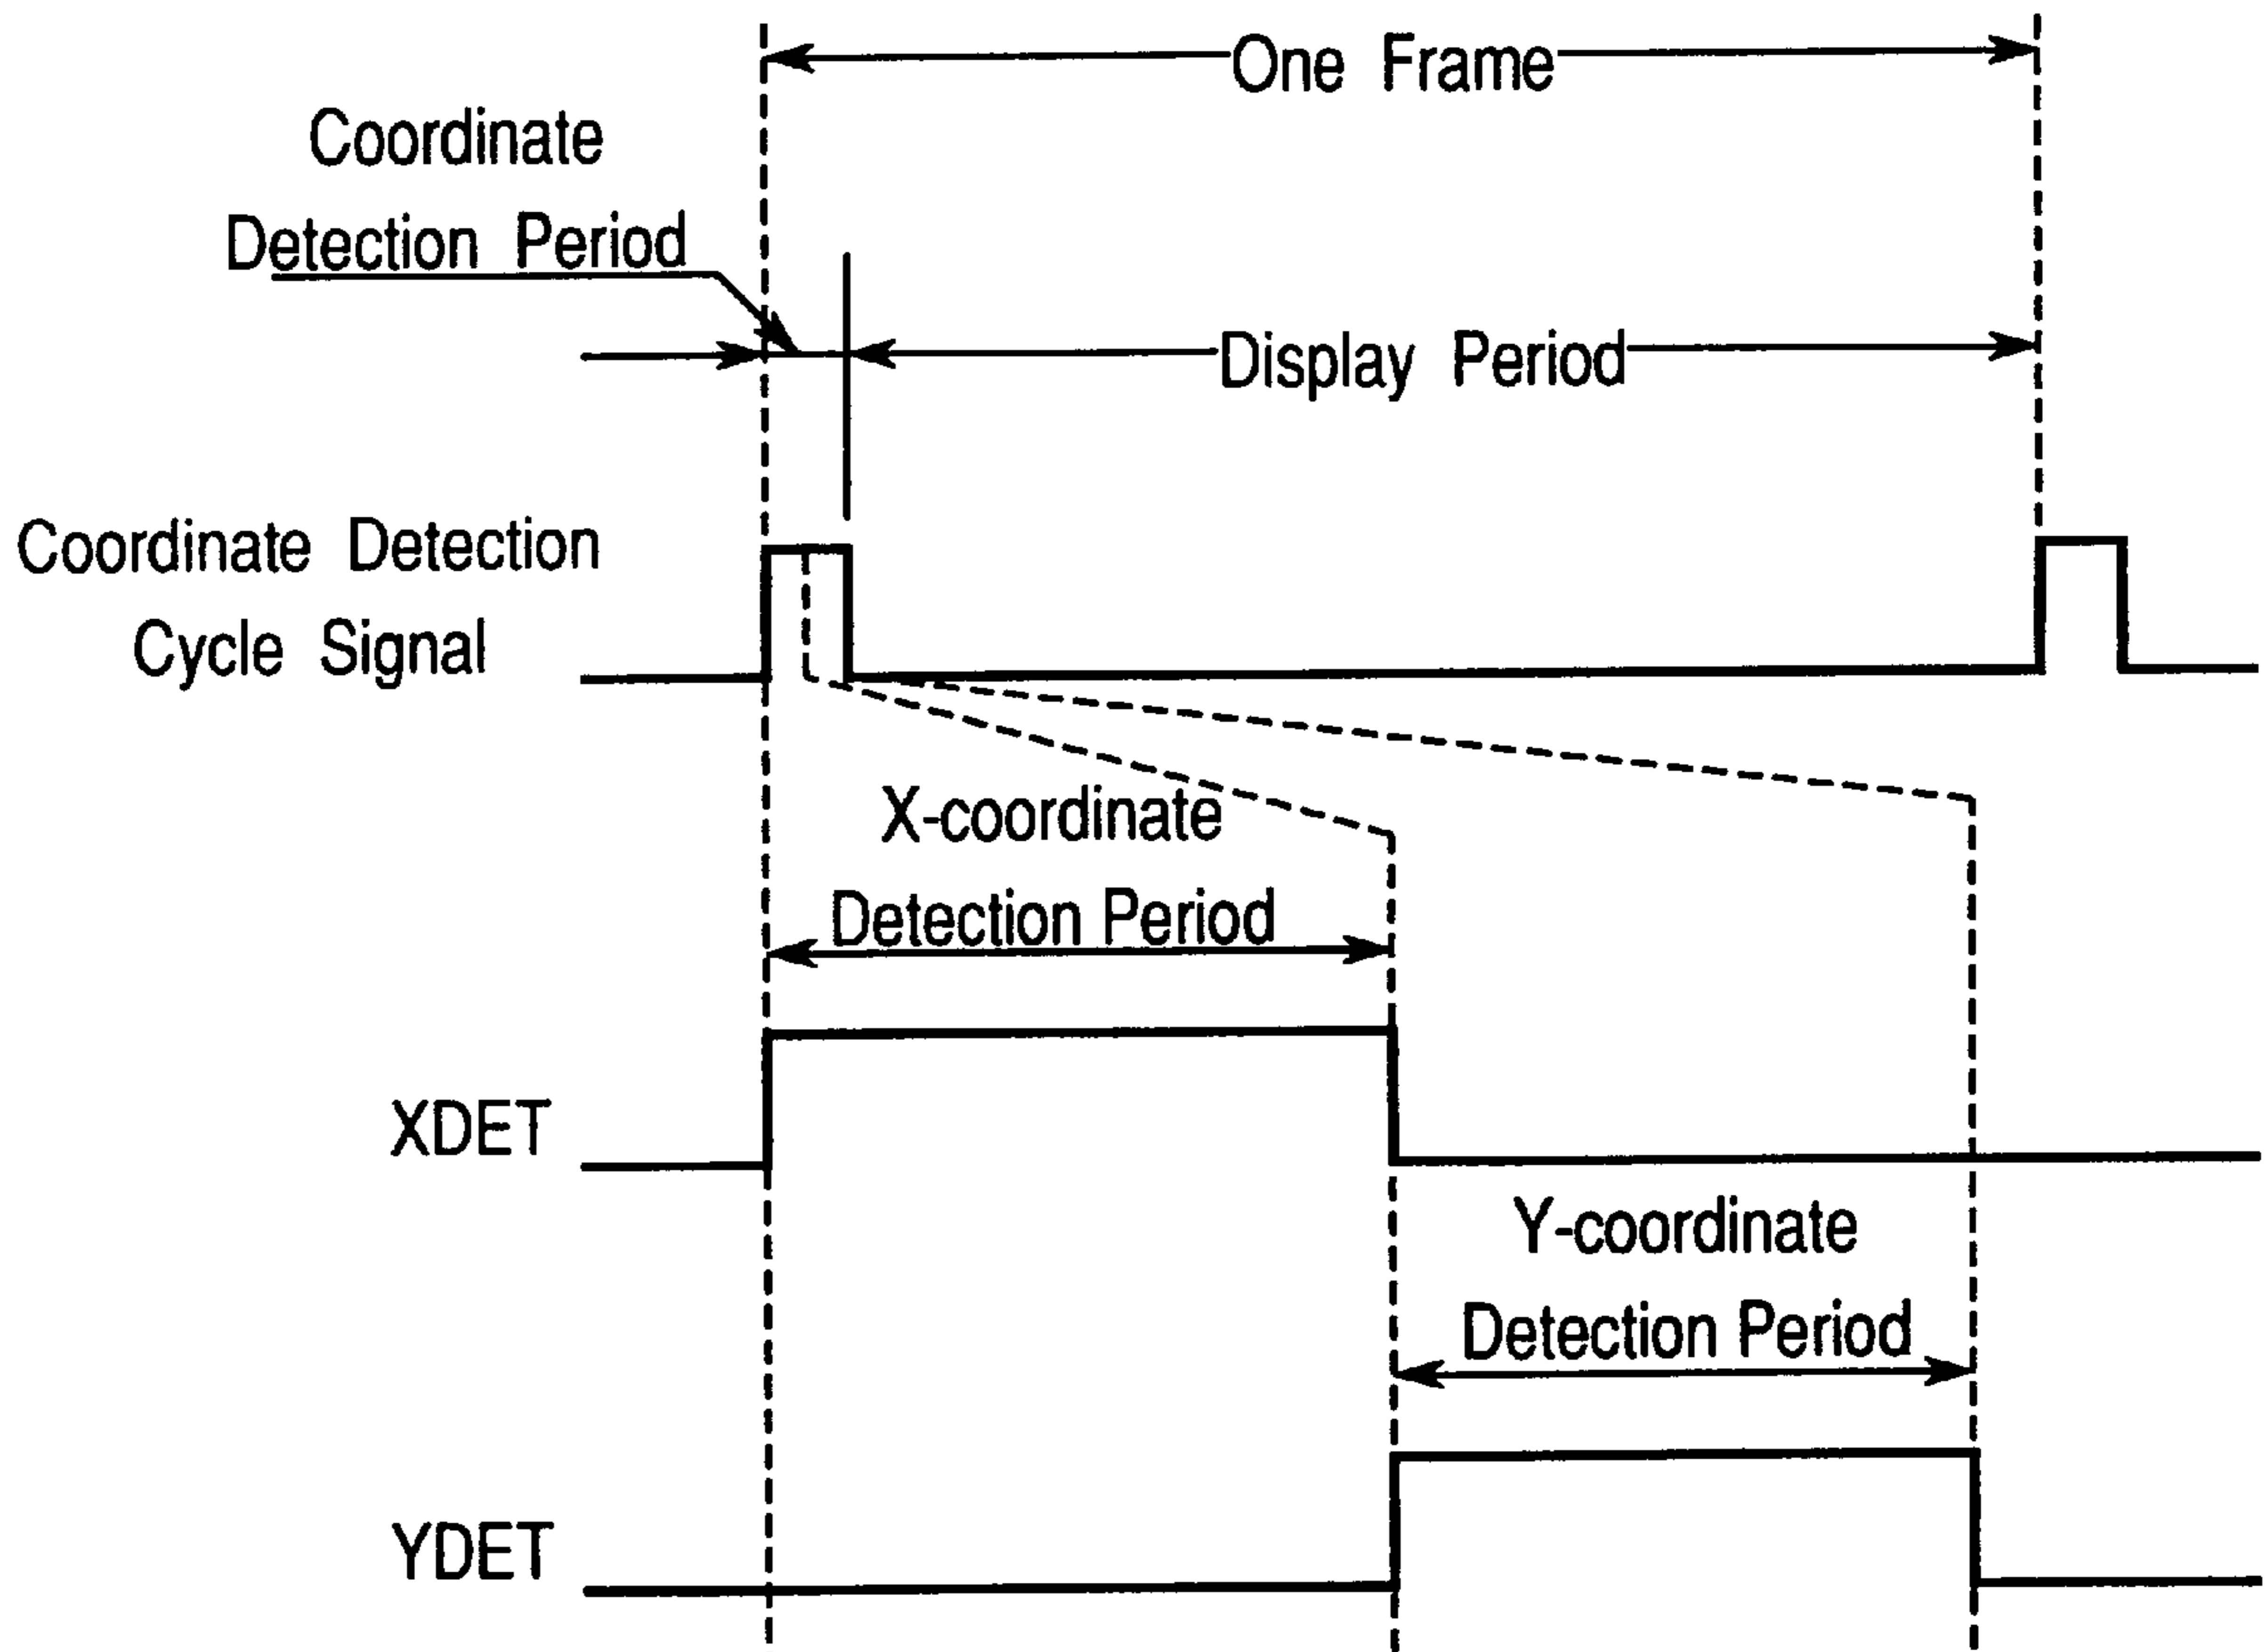 One Frame
Coordinate
Detection Period
Display Period
Coordinate Detection
Cycle Signal
X-coordinate
Detection Period
XDET
Y-coordinate
Detection Period
YDET